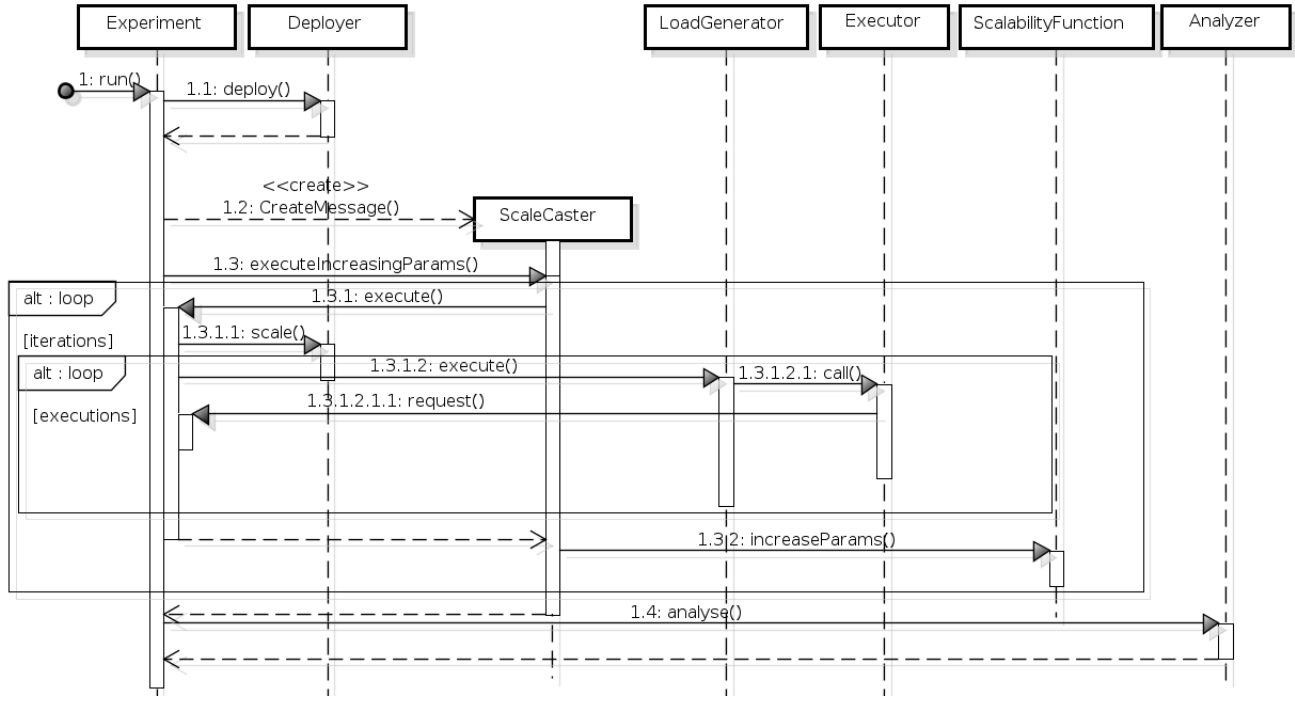 Experiment
Deployer
LoadGenerator
Executor
ScalabilityFunction
Analyzer
1: run()
1.1: deploy()
<<create>>
1.2: CreateMessage()
ScaleCaster
1.3: executeIncreasingParams()
alt : loop
1.3.1: execute()
[iterations]
1.3.1.1: scale()
alt : loop
1.3.1.2: execute()
1.3.1.2.1: call()
[executions]
1.3.1.2.1.1: request()
1.3.2: increaseParams()
1.4: analyse()